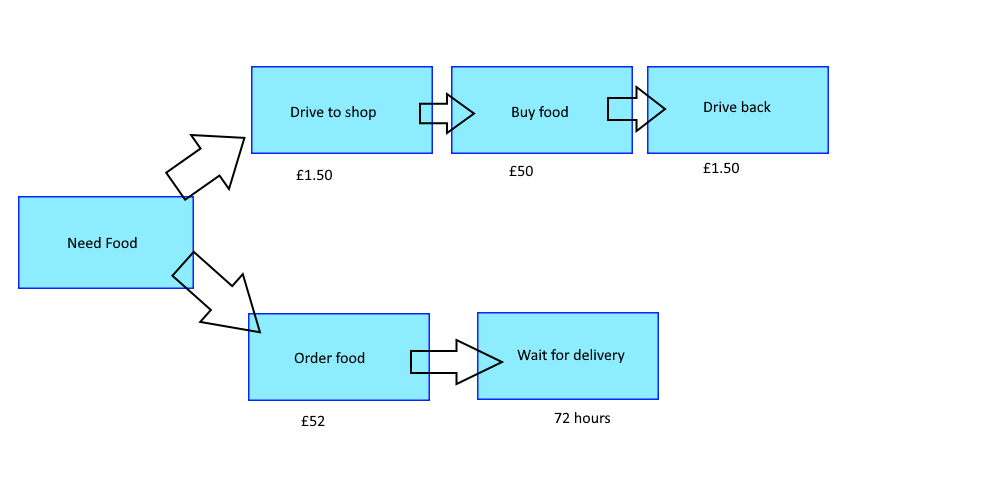 Drive to shop
Buy food
Drive back
£1.50
£50
£1.50
Need Food
Order food
Wait for delivery
£52
72 hours